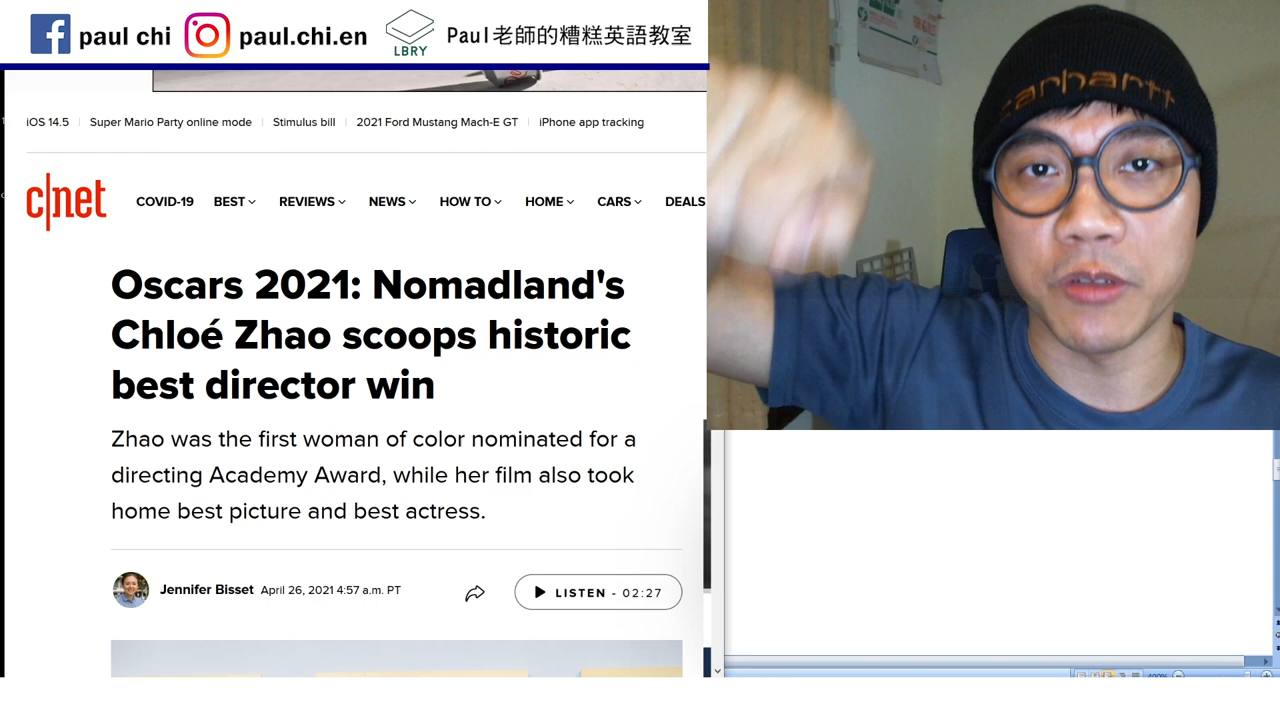 paul chi
paul.chi.en
LBRY
Paul老師的糟糕英語教室
iOS 14.5
Super Mario Party online mode
Stimulus bill
2021 Ford Mustang Mach-E GT
iPhone app tracking
c|net
COVID-19
BEST
REVIEWS
NEWS
HOW TO
HOME
CARS
DEALS
Oscars 2021: Nomadland's
Chloé Zhao scoops historic
best director win
Zhao was the first woman of color nominated for a
directing Academy Award, while her film also took
home best picture and best actress.
Jennifer Bisset April 26, 2021 4:57 a.m. PT
LISTEN - 02:27
carhartt